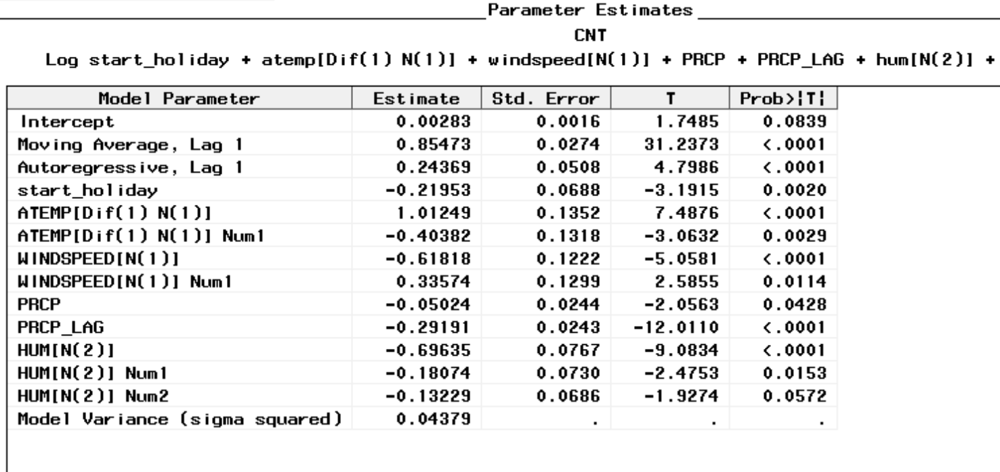 Parameter Estimates
CNT
Log start_holiday + atemp[Dif(1) N(1)] + windspeed[N(1)] + PRCP + PRCP_LAG + hum[N(2)] +
Model Parameter Estimate Std. Error T Prob>|T|
Intercept 0.00283 0.0016 1.7485 0.0839
Moving Average, Lag 1 0.85473 0.0274 31.2373 <.0001
Autoregressive, Lag 1 0.24369 0.0508 4.7986 <.0001
start_holiday -0.21953 0.0688 -3.1915 0.0020
ATEMP[Dif(1) N(1)] 1.01249 0.1352 7.4876 <.0001
ATEMP[Dif(1) N(1)] Num1 -0.40382 0.1318 -3.0632 0.0029
WINDSPEED[N(1)] -0.61818 0.1222 -5.0581 <.0001
WINDSPEED[N(1)] Num1 0.33574 0.1299 2.5855 0.0114
PRCP -0.05024 0.0244 -2.0563 0.0428
PRCP_LAG -0.29191 0.0243 -12.0110 <.0001
HUM[N(2)] -0.69635 0.0767 -9.0834 <.0001
HUM[N(2)] Num1 -0.18074 0.0730 -2.4753 0.0153
HUM[N(2)] Num2 -0.13229 0.0686 -1.9274 0.0572
Model Variance (sigma squared) 0.04379 . . .